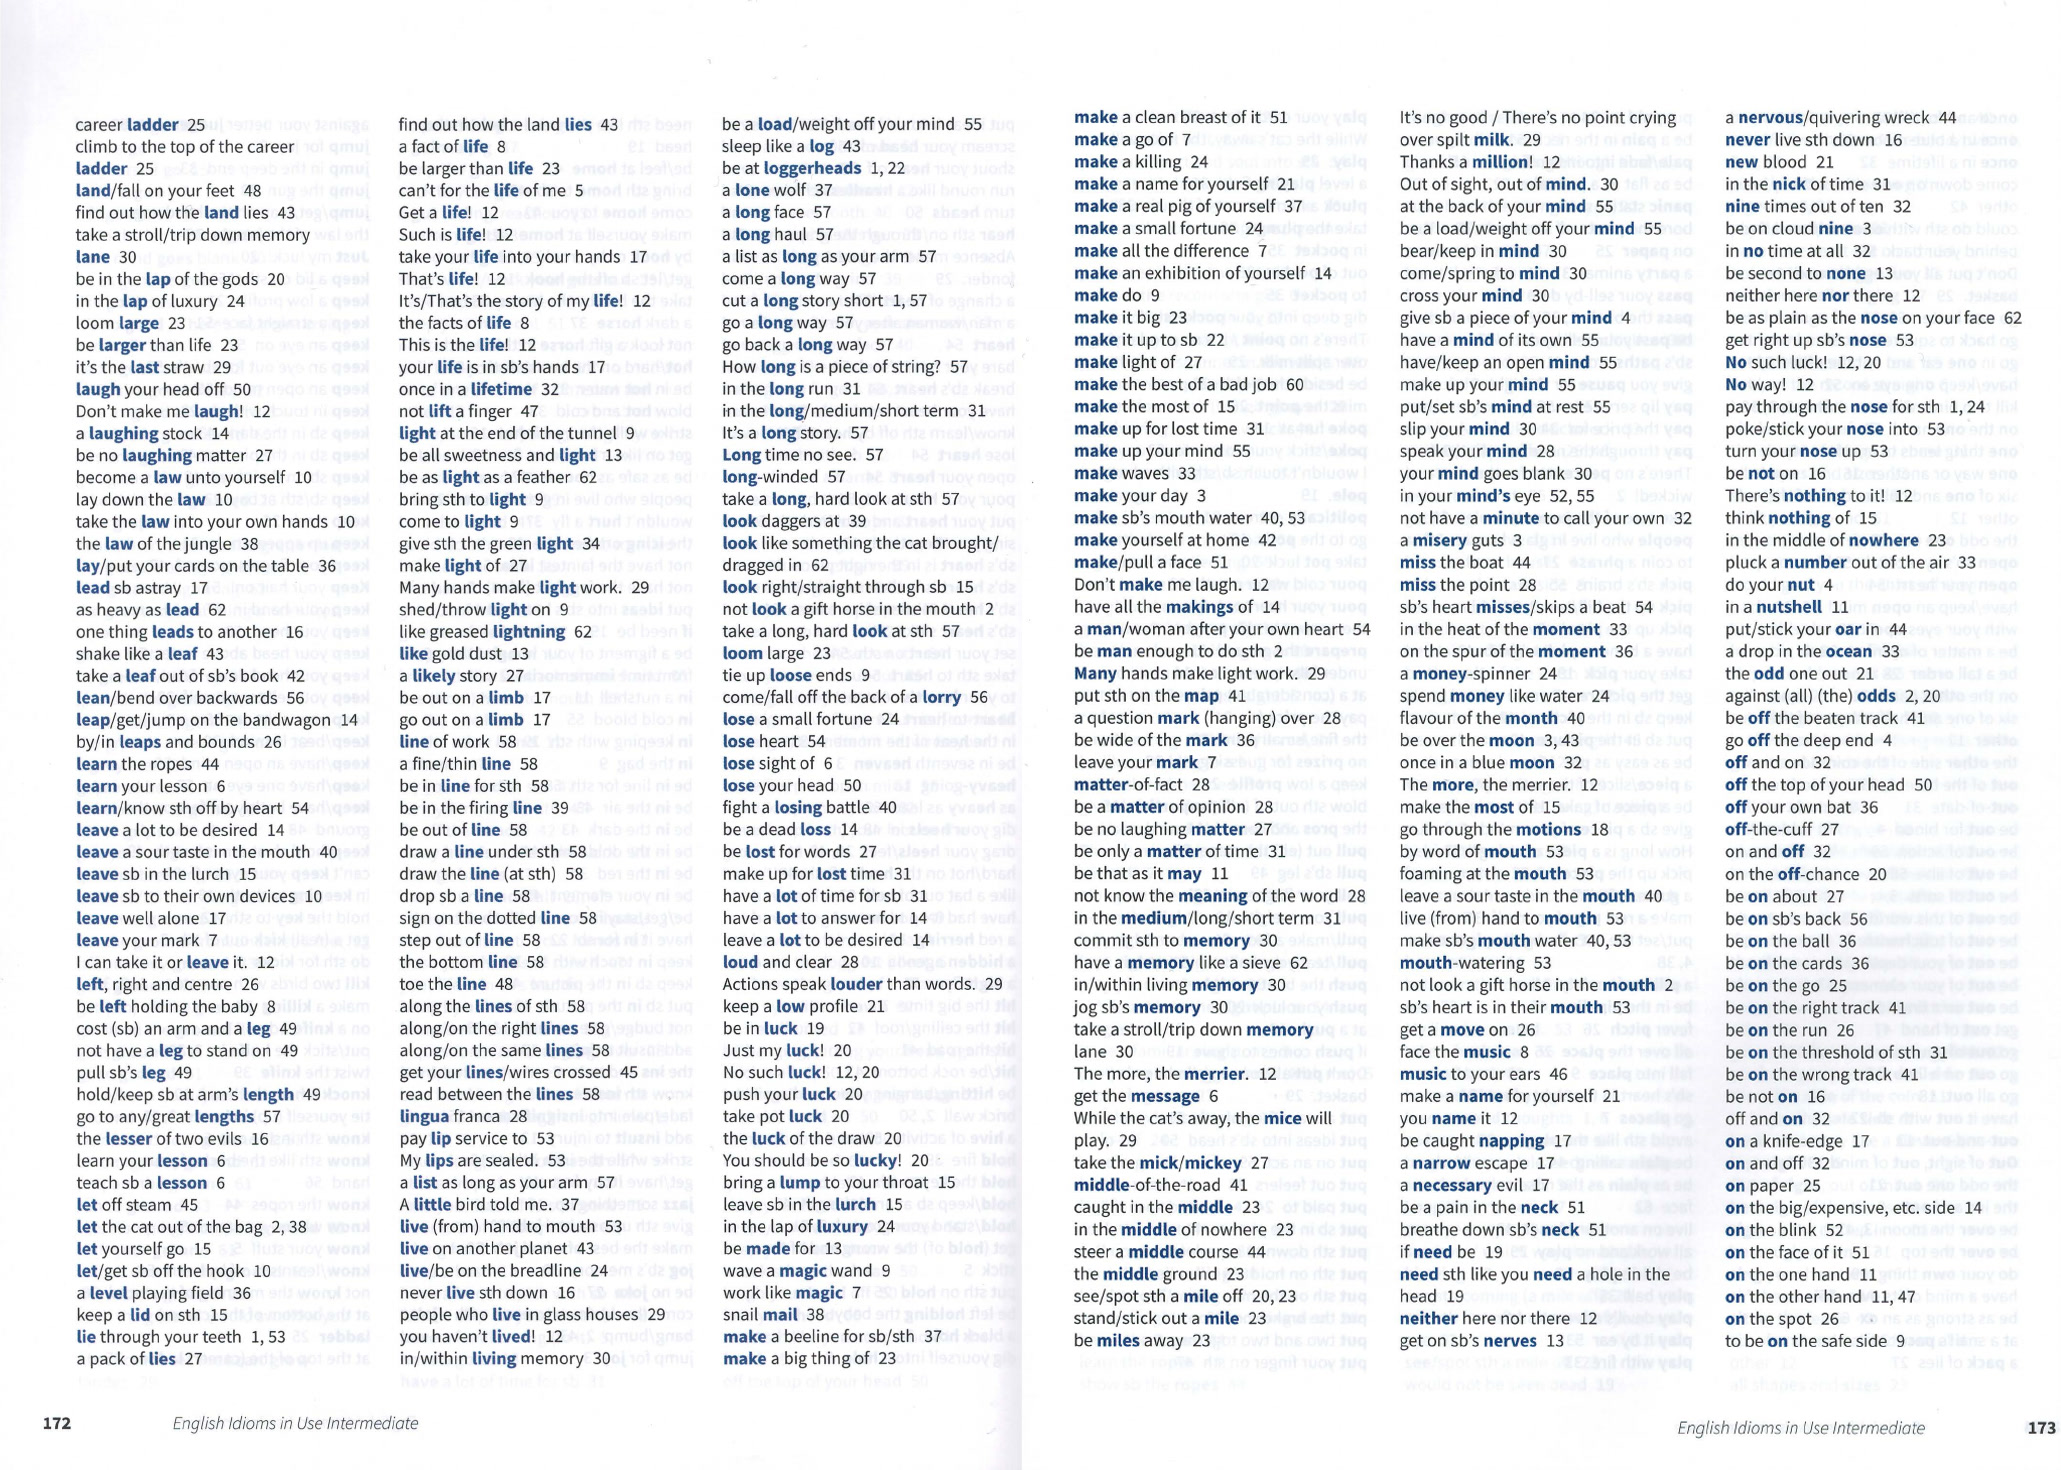 career ladder 25
climb to the top of the career
ladder 25
land/fall on your feet 48
find out how the land lies 43
take a stroll/trip down memory
lane 30
be in the lap of the gods 20
in the lap of luxury 24
loom large 23
be larger than life 23
it's the last straw 29
laugh your head off 50
Don't make me laugh! 12
a laughing stock 14
be no laughing matter 27
become a law unto yourself 10
lay down the law 10
take the law into your own hands 10
the law of the jungle 38
lay/put your cards on the table 36
lead sb astray 17
as heavy as lead 62
one thing leads to another 16
shake like a leaf 43
take a leaf out of sb's book 42
lean/bend over backwards 56
leap/get/jump on the bandwagon 14
by/in leaps and bounds 26
learn the ropes 44
learn your lesson 6
learn/know sth off by heart 54
leave a lot to be desired 14
leave a sour taste in the mouth 40
leave sb in the lurch 15
leave sb to their own devices 10
leave well alone 17
leave your mark 7
I can take it or leave it. 12
left, right and centre 26
be left holding the baby 8
cost (sb) an arm and a leg 49
not have a leg to stand on 49
pull sb's leg 49
hold/keep sb at arm's length 49
go to any/great lengths 57
the lesser of two evils 16
learn your lesson 6
teach sb a lesson 6
let off steam 45
let the cat out of the bag 2, 38
let yourself go 15
let/get sb off the hook 10
a level playing field 36
keep a lid on sth 15
lie through your teeth 1, 53
a pack of lies 27
find out how the land lies 43
a fact of life 8
be larger than life 23
can't for the life of me 5
Get a life! 12
Such is life! 12
take your life into your hands 17
That's life! 12
It's/That's the story of my life! 12
the facts of life 8
This is the life! 12
your life is in sb's hands 17
once in a lifetime 32
not lift a finger 47
light at the end of the tunnel 9
be all sweetness and light 13
be as light as a feather 62
bring sth to light 9
come to light 9
give sth the green light 34
make light of 27
Many hands make light work. 29
shed/throw light on 9
like greased lightning 62
like gold dust 13
a likely story 27
be out on a limb 17
go out on a limb 17
line of work 58
a fine/thin line 58
be in line for sth 58
be in the firing line 39
be out of line 58
draw a line under sth 58
draw the line (at sth) 58
drop sb a line 58
sign on the dotted line 58
step out of line 58
the bottom line 58
toe the line 48
along the lines of sth 58
along/on the right lines 58
along/on the same lines 58
get your lines/wires crossed 45
read between the lines 58
lingua franca 28
pay lip service to 53
My lips are sealed. 53
a list as long as your arm 57
A little bird told me. 37
live (from) hand to mouth 53
live on another planet 43
live/be on the breadline 24
never live sth down 16
people who live in glass houses 29
you haven't lived! 12
in/within living memory 30
be a load/weight off your mind 55
sleep like a log 43
be at loggerheads 1, 22
a lone wolf 37
a long face 57
a long haul 57
a list as long as your arm 57
come a long way 57
cut a long story short 1, 57
go a long way 57
go back a long way 57
How long is a piece of string? 57
in the long run 31
in the long/medium/short term 31
It's a long story. 57
Long time no see. 57
long-winded 57
take a long, hard look at sth 57
look daggers at 39
look like something the cat brought/
dragged in 62
look right/straight through sb 15
not look a gift horse in the mouth 2
take a long, hard look at sth 57
loom large 23
tie up loose ends 9
come/fall off the back of a lorry 56
lose a small fortune 24
lose heart 54
lose sight of 6
lose your head 50
fight a losing battle 40
be a dead loss 14
be lost for words 27
make up for lost time 31
have a lot of time for sb 31
have a lot to answer for 14
leave a lot to be desired 14
loud and clear 28
Actions speak louder than words. 29
keep a low profile 21
be in luck 19
Just my luck! 20
No such luck! 12, 20
push your luck 20
take pot luck 20
the luck of the draw 20
You should be so lucky! 20
bring a lump to your throat 15
leave sb in the lurch 15
in the lap of luxury 24
be made for 13
wave a magic wand 9
work like magic 7
snail mail 38
make a beeline for sb/sth 37
make a big thing of 23
172 English Idioms in Use Intermediate
make a clean breast of it 51
make a go of 7
make a killing 24
make a name for yourself 21
make a real pig of yourself 37
make a small fortune 24
make all the difference 7
make an exhibition of yourself 14
make do 9
make it big 23
make it up to sb 22
make light of 27
make the best of a bad job 60
make the most of 15
make up for lost time 31
make up your mind 55
make waves 33
make your day 3
make sb's mouth water 40, 53
make yourself at home 42
make/pull a face 51
Don't make me laugh. 12
have all the makings of 14
a man/woman after your own heart 54
be man enough to do sth 2
Many hands make light work. 29
put sth on the map 41
a question mark (hanging) over 28
be wide of the mark 36
leave your mark 7
matter-of-fact 28
be a matter of opinion 28
be no laughing matter 27
be only a matter of time 31
be that as it may 11
not know the meaning of the word 28
in the medium/long/short term 31
commit sth to memory 30
have a memory like a sieve 62
in/within living memory 30
jog sb's memory 30
take a stroll/trip down memory
lane 30
The more, the merrier. 12
get the message 6
While the cat's away, the mice will
play. 29
take the mick/mickey 27
middle-of-the-road 41
caught in the middle 23
in the middle of nowhere 23
steer a middle course 44
the middle ground 23
see/spot sth a mile off 20, 23
stand/stick out a mile 23
be miles away 23
It's no good / There's no point crying
over spilt milk. 29
Thanks a million! 12
Out of sight, out of mind. 30
at the back of your mind 55
be a load/weight off your mind 55
bear/keep in mind 30
come/spring to mind 30
cross your mind 30
give sb a piece of your mind 4
have a mind of its own 55
have/keep an open mind 55
make up your mind 55
put/set sb's mind at rest 55
slip your mind 30
speak your mind 28
your mind goes blank 30
in your mind's eye 52, 55
not have a minute to call your own 32
a misery guts 3
miss the boat 44
miss the point 28
sb's heart misses/skips a beat 54
in the heat of the moment 33
on the spur of the moment 36
a money-spinner 24
spend money like water 24
flavour of the month 40
be over the moon 3, 43
once in a blue moon 32
The more, the merrier. 12
make the most of 15
go through the motions 18
by word of mouth 53
foaming at the mouth 53
leave a sour taste in the mouth 40
live (from) hand to mouth 53
make sb's mouth water 40, 53
mouth-watering 53
not look a gift horse in the mouth 2
sb's heart is in their mouth 53
get a move on 26
face the music 8
music to your ears 46
make a name for yourself 21
you name it 12
be caught napping 17
a narrow escape 17
a necessary evil 17
be a pain in the neck 51
breathe down sb's neck 51
if need be 19
need sth like you need a hole in the
head 19
neither here nor there 12
get on sb's nerves 13
a nervous/quivering wreck 44
never live sth down 16
new blood 21
in the nick of time 31
nine times out of ten 32
be on cloud nine 3
in no time at all 32
be second to none 13
neither here nor there 12
be as plain as the nose on your face 62
get right up sb's nose 53
No such luck! 12, 20
No way! 12
pay through the nose for sth 1, 24
poke/stick your nose into 53
turn your nose up 53
be not on 16
There's nothing to it! 12
think nothing of 15
in the middle of nowhere 23
pluck a number out of the air 33
do your nut 4
in a nutshell 11
put/stick your oar in 44
a drop in the ocean 33
the odd one out 21
against (all) (the) odds 2, 20
be off the beaten track 41
go off the deep end 4
off and on 32
off the top of your head 50
off your own bat 36
off-the-cuff 27
on and off 32
on the off-chance 20
be on about 27
be on sb's back 56
be on the ball 36
be on the cards 36
be on the go 25
be on the right track 41
be on the run 26
be on the threshold of sth 31
be on the wrong track 41
be not on 16
off and on 32
on a knife-edge 17
on and off 32
on paper 25
on the big/expensive, etc. side 14
on the blink 52
on the face of it 51
on the one hand 11
on the other hand 11, 47
on the spot 26
to be on the safe side 9
English Idioms in Use Intermediate 173